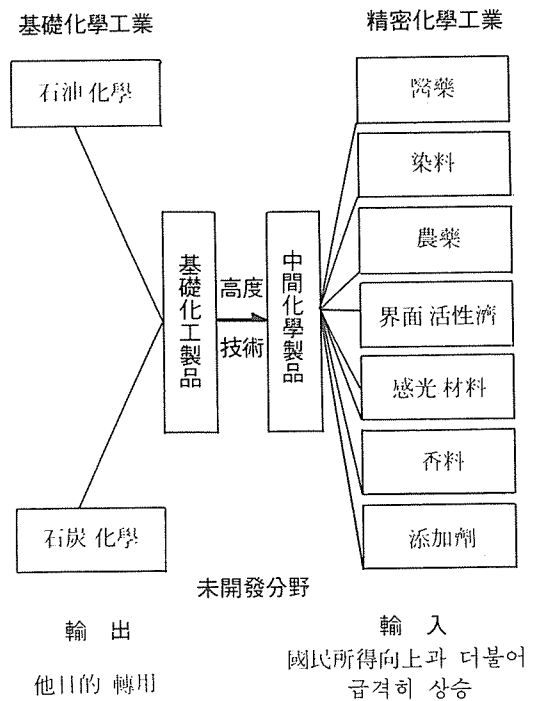 基礎化學工業
精密化學工業
石油 化學
醫藥
染料
農藥
界面 活性濟
感光 材料
香料
添加劑
基礎化工製品
高度
技術
中間化學製品
石炭 化學
未開發分野
輸 出
他目的 轉用
輸 入
國民所得向上과 더불어
급격히 상승